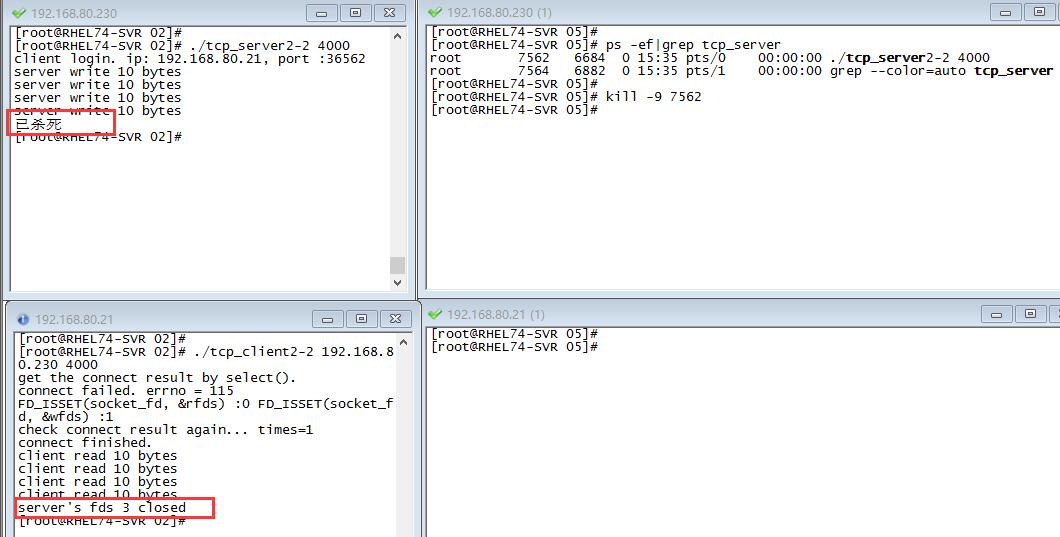 192.168.80.230
[root@RHEL74-SVR 02]#
[root@RHEL74-SVR 02]# ./tcp_server2-2 4000
client login. ip: 192.168.80.21, port :36562
server write 10 bytes
server write 10 bytes
server write 10 bytes
server write 10 bytes
已杀死
[root@RHEL74-SVR 02]#
192.168.80.230 (1)
[root@RHEL74-SVR 05]#
[root@RHEL74-SVR 05]# ps -ef|grep tcp_server
root 7562 6684 0 15:35 pts/0 00:00:00 ./tcp_server2-2 4000
root 7564 6882 0 15:35 pts/1 00:00:00 grep --color=auto tcp_server
[root@RHEL74-SVR 05]#
[root@RHEL74-SVR 05]# kill -9 7562
[root@RHEL74-SVR 05]#
192.168.80.21
[root@RHEL74-SVR 02]#
[root@RHEL74-SVR 02]# ./tcp_client2-2 192.168.8
0.230 4000
get the connect result by select().
connect failed. errno = 115
FD_ISSET(socket_fd, &rfds) :0 FD_ISSET(socket_f
d, &wfds) :1
check connect result again... times=1
connect finished.
client read 10 bytes
client read 10 bytes
client read 10 bytes
client read 10 bytes
server's fds 3 closed
[root@RHEL74-SVR 02]#
192.168.80.21 (1)
[root@RHEL74-SVR 05]#
[root@RHEL74-SVR 05]#